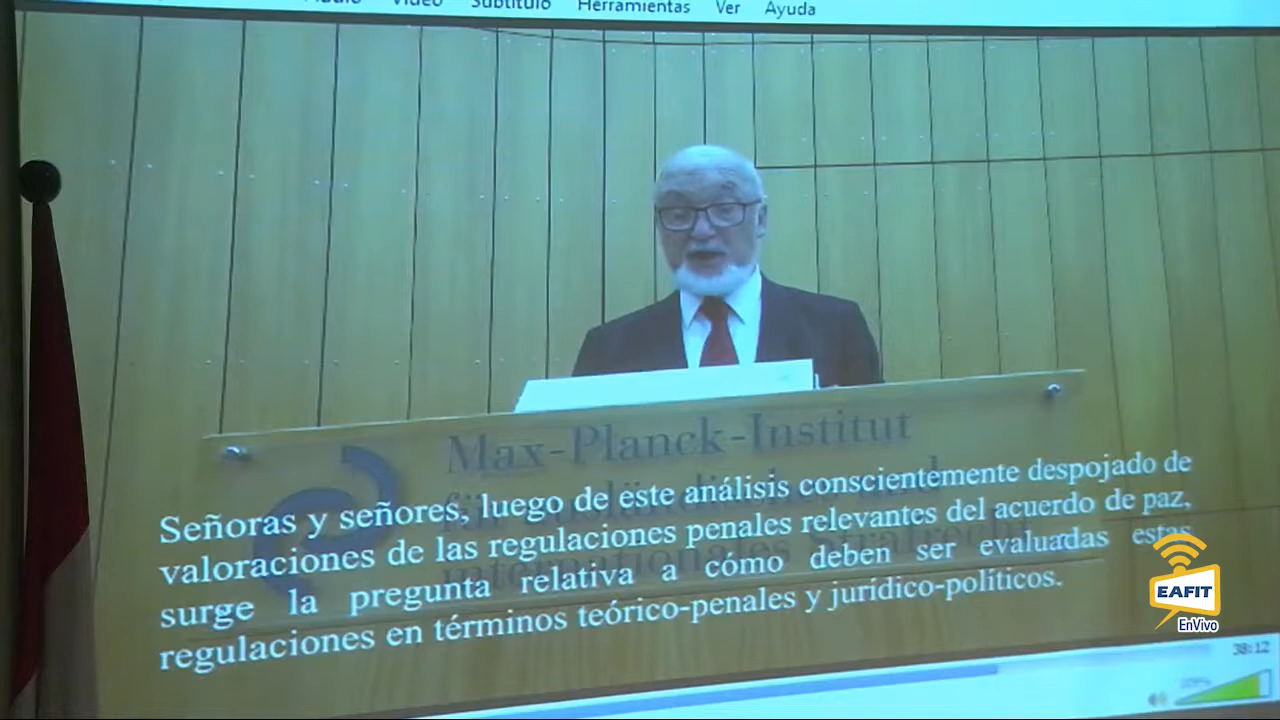 Audio Video Subtítulo Herramientas Ver Ayuda
Max-Planck-Institut
Señoras y señores, luego de este análisis conscientemente despojado de
valoraciones de las regulaciones penales relevantes del acuerdo de paz,
surge la pregunta relativa a cómo deben ser evaluadas estas
regulaciones en términos teórico-penales y jurídico-políticos.
EAFIT
EnVivo
38:12